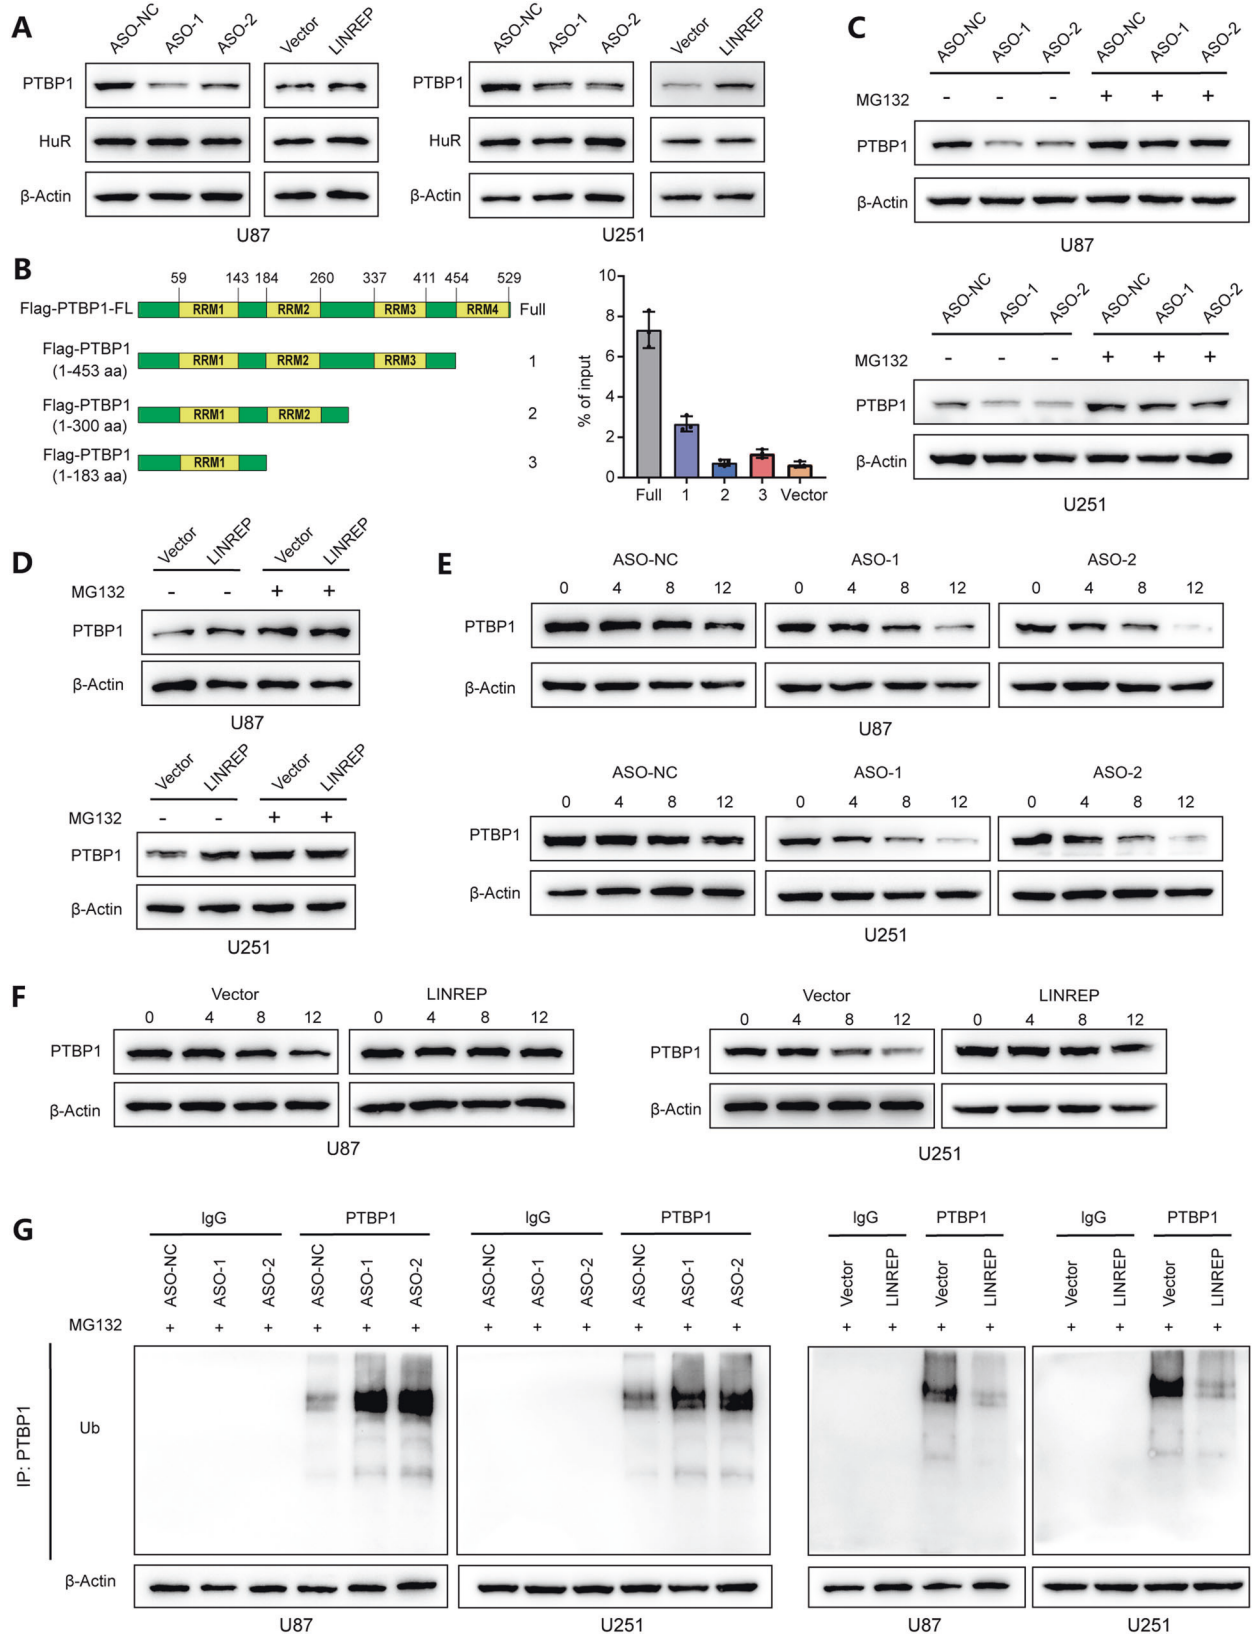 A
ASO-NC ASO-1 ASO-2 Vector LINREP
ASO-NC ASO-1 ASO-2 Vector LINREP
PTBP1
HuR
β-Actin
U87
PTBP1
HuR
β-Actin
U251
B
59 143 184 260 337 411 454 529
Flag-PTBP1-FL RRM1 RRM2 RRM3 RRM4 Full
Flag-PTBP1
(1-453 aa)
RRM1 RRM2 RRM3 1
Flag-PTBP1
(1-300 aa)
RRM1 RRM2 2
Flag-PTBP1
(1-183 aa)
RRM1 3
% of input
10
8
6
4
2
0
Full 1 2 3 Vector
C
ASO-NC ASO-1 ASO-2 ASO-NC ASO-1 ASO-2
MG132 - - - + + +
PTBP1
β-Actin
U87
ASO-NC ASO-1 ASO-2 ASO-NC ASO-1 ASO-2
MG132 - - - + + +
PTBP1
β-Actin
U251
D
Vector LINREP Vector LINREP
MG132 - - + +
PTBP1
β-Actin
U87
Vector LINREP Vector LINREP
MG132 - - + +
PTBP1
β-Actin
U251
E
ASO-NC ASO-1 ASO-2
0 4 8 12 0 4 8 12 0 4 8 12
PTBP1
β-Actin
U87
ASO-NC ASO-1 ASO-2
0 4 8 12 0 4 8 12 0 4 8 12
PTBP1
β-Actin
U251
F
Vector LINREP
0 4 8 12 0 4 8 12
PTBP1
β-Actin
U87
Vector LINREP
0 4 8 12 0 4 8 12
PTBP1
β-Actin
U251
G
IgG PTBP1 IgG PTBP1 IgG PTBP1 IgG PTBP1
ASO-NC ASO-1 ASO-2 ASO-NC ASO-1 ASO-2 ASO-NC ASO-1 ASO-2 ASO-NC ASO-1 ASO-2 Vector LINREP Vector LINREP Vector LINREP Vector LINREP
MG132 + + + + + + + + + + + + + + + + + + + +
IP: PTBP1
Ub
β-Actin
U87 U251 U87 U251